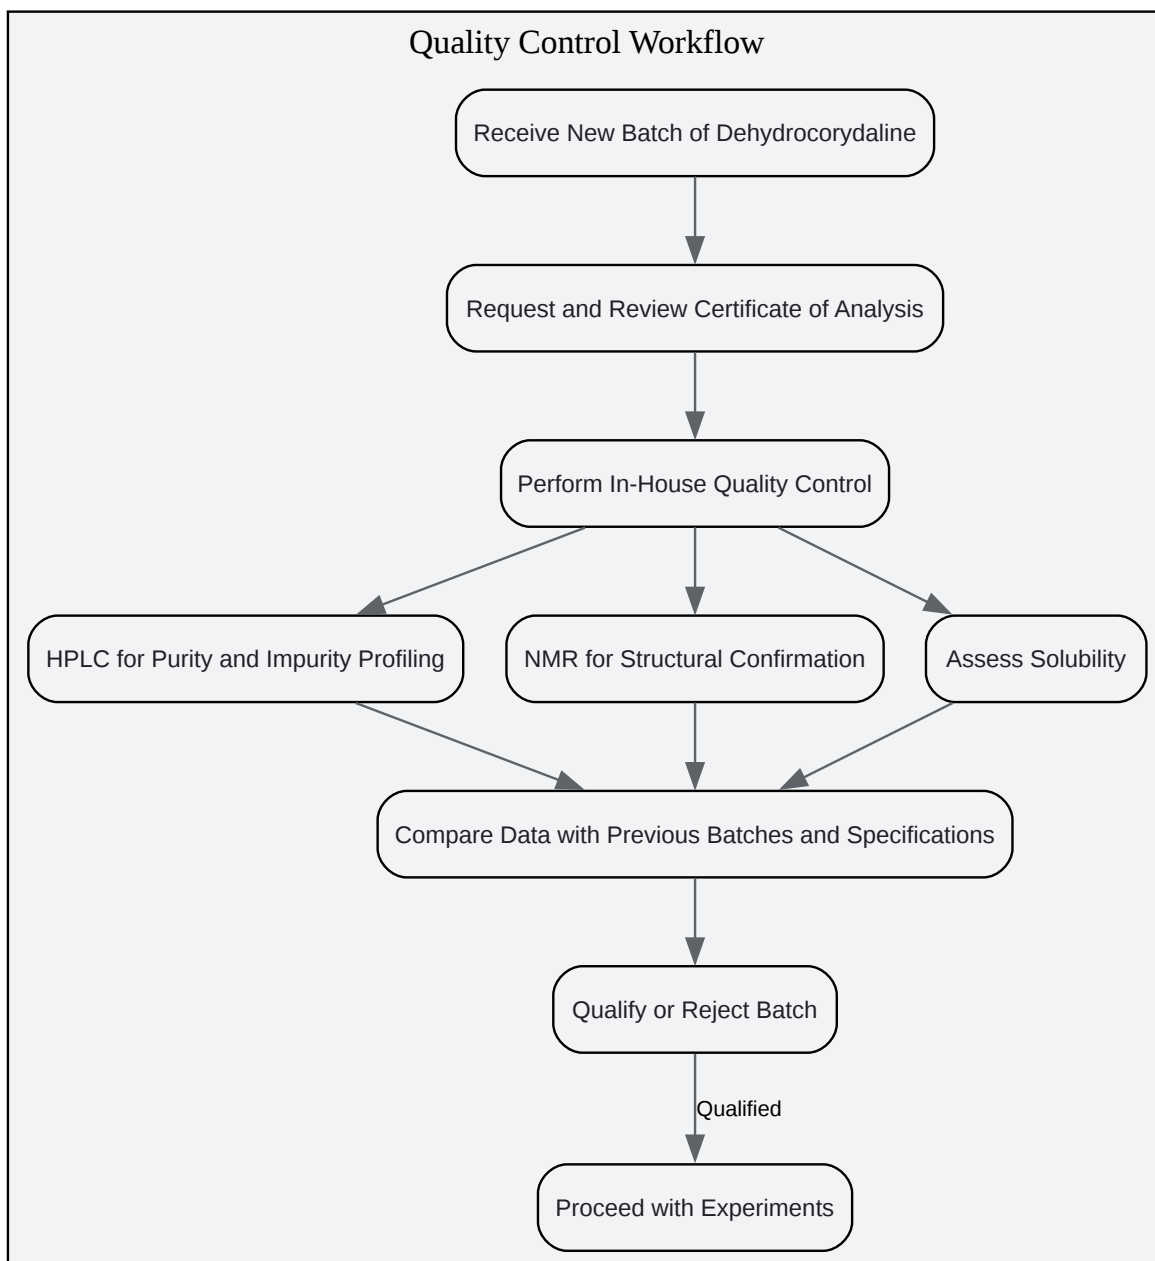 Quality Control Workflow
Receive New Batch of Dehydrocorydaline
Request and Review Certificate of Analysis
Perform In-House Quality Control
HPLC for Purity and Impurity Profiling
NMR for Structural Confirmation
Assess Solubility
Compare Data with Previous Batches and Specifications
Qualify or Reject Batch
Qualified
Proceed with Experiments